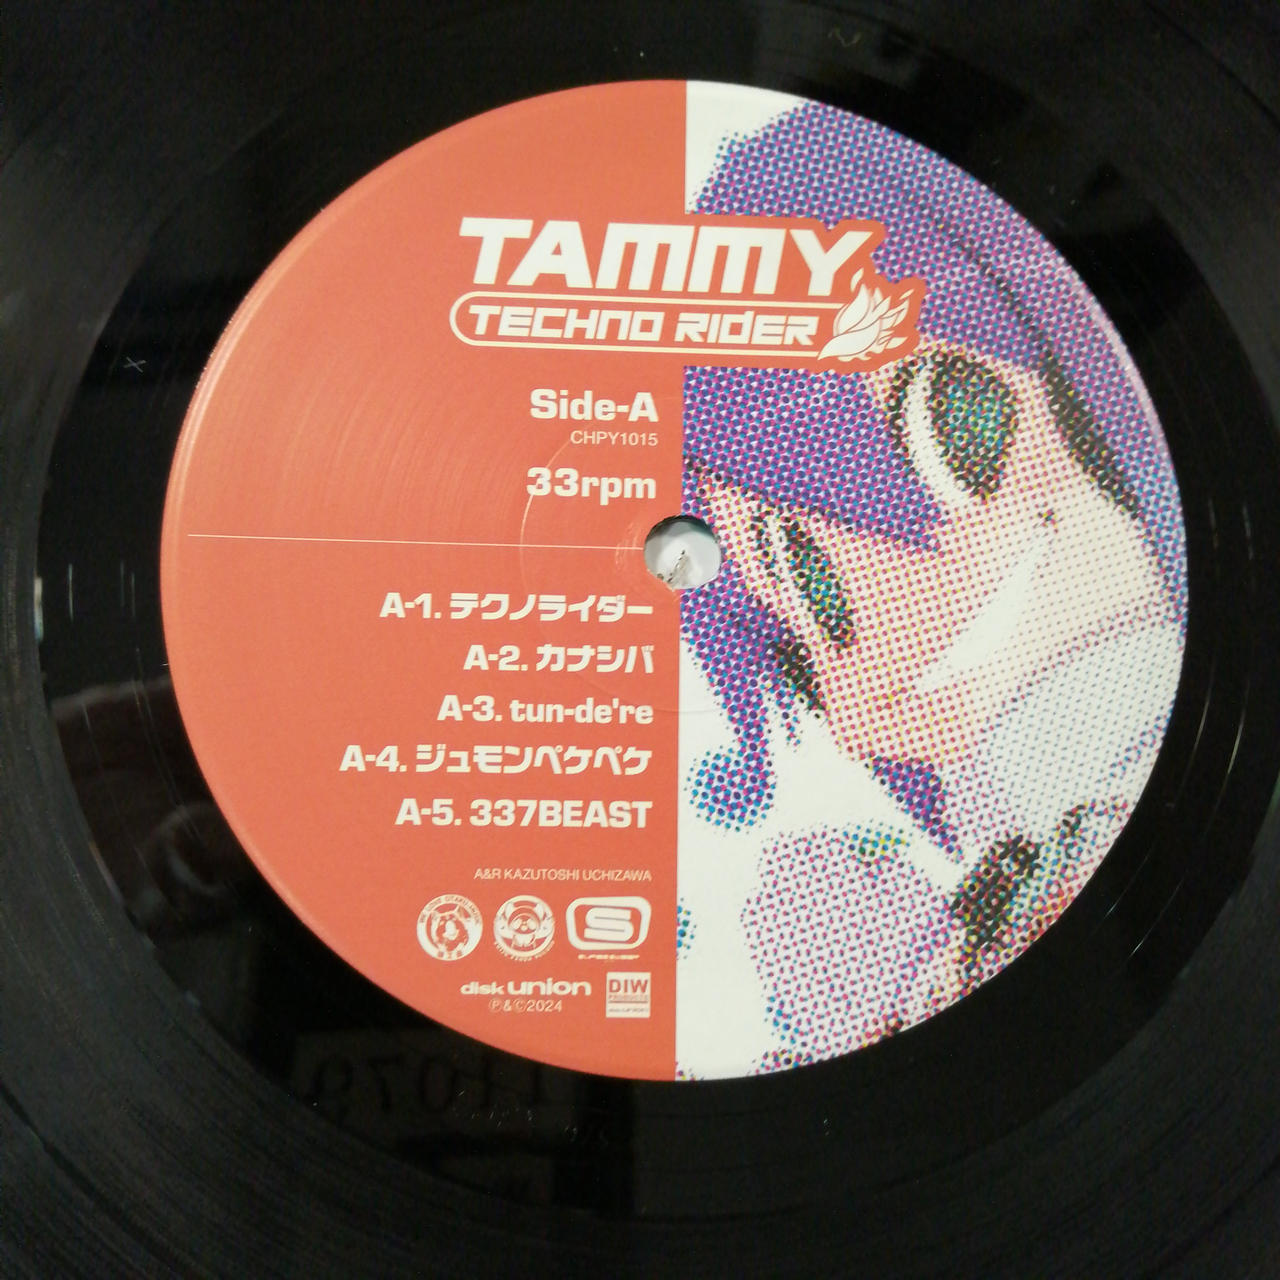 TAMMY
TECHNO RIDER
Side-A
CHPY1015
33rpm
A-1. テクノライダー
A-2. カナシバ
A-3. tun-de're
A-4. ジュモンペケペケ
A-5. 337BEAST
A&R KAZUTOSHI UCHIZAWA
S
disk union
DIW
PRODUCTS
Ⓟ&Ⓒ2024